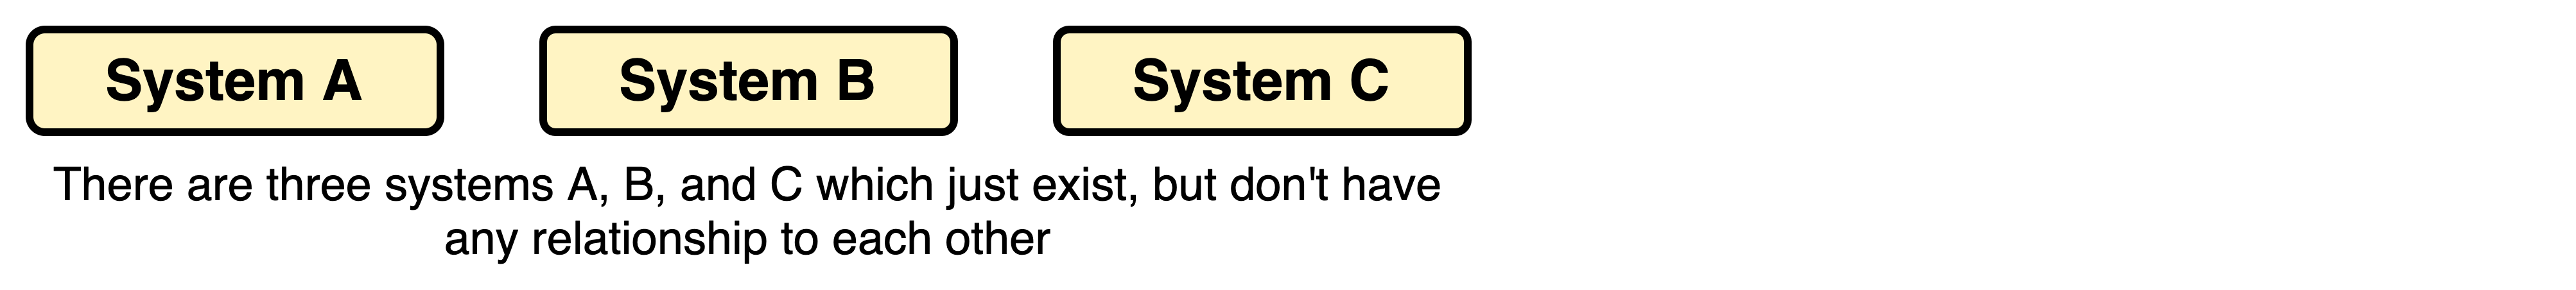 System A
System B
System C
There are three systems A, B, and C which just exist, but don't have
any relationship to each other